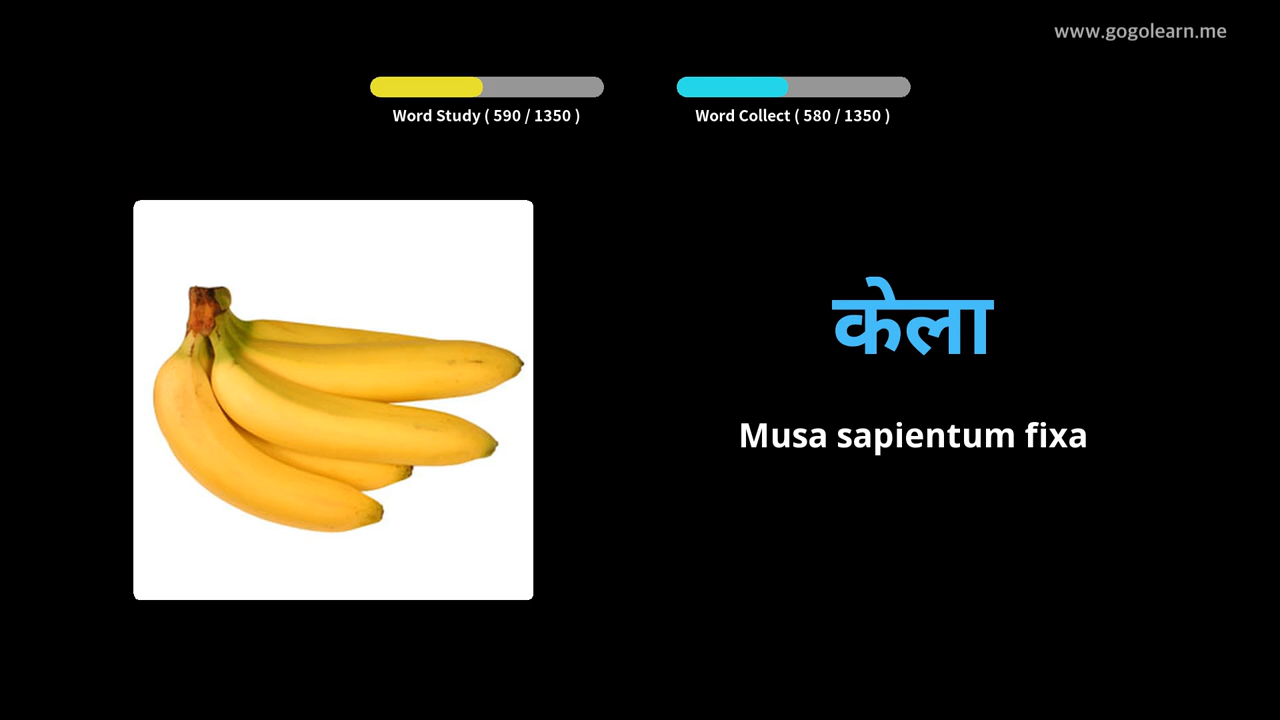 www.gogolearn.me
Word Study ( 590 / 1350 )
Word Collect ( 580 / 1350 )
केला
Musa sapientum fixa